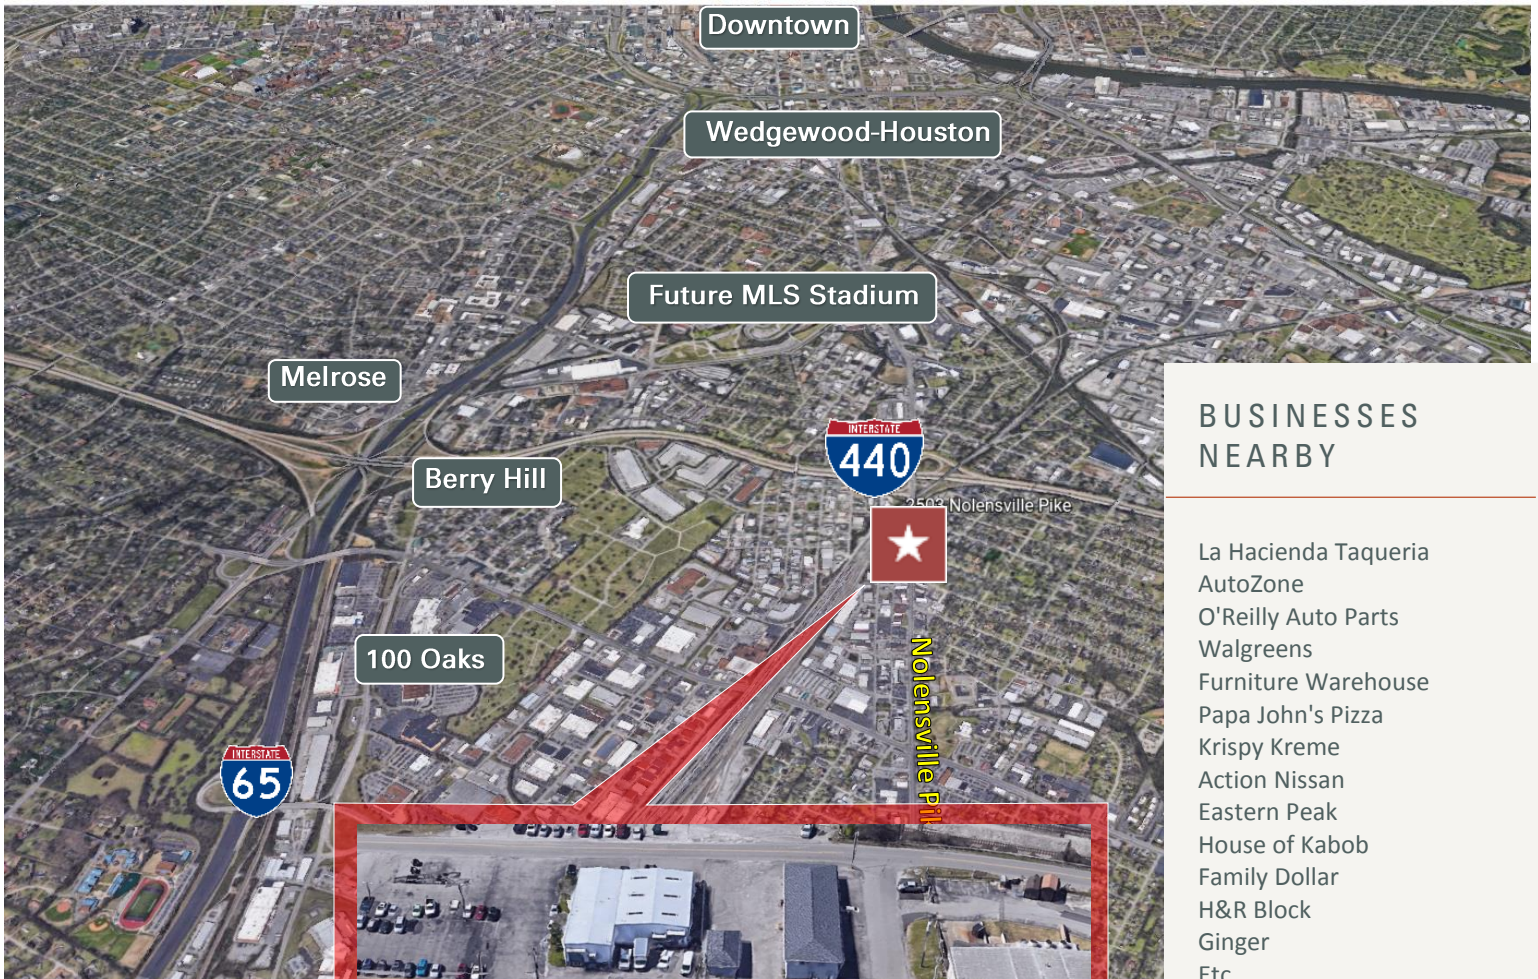 Downtown
Wedgewood-Houston
Future MLS Stadium
Melrose
INTERSTATE
440
Berry Hill
2503 Nolensville Pike
100 Oaks
Nolensville Pik
INTERSTATE
65
BUSINESSES
NEARBY
La Hacienda Taqueria
AutoZone
O'Reilly Auto Parts
Walgreens
Furniture Warehouse
Papa John's Pizza
Krispy Kreme
Action Nissan
Eastern Peak
House of Kabob
Family Dollar
H&R Block
Ginger
Etc